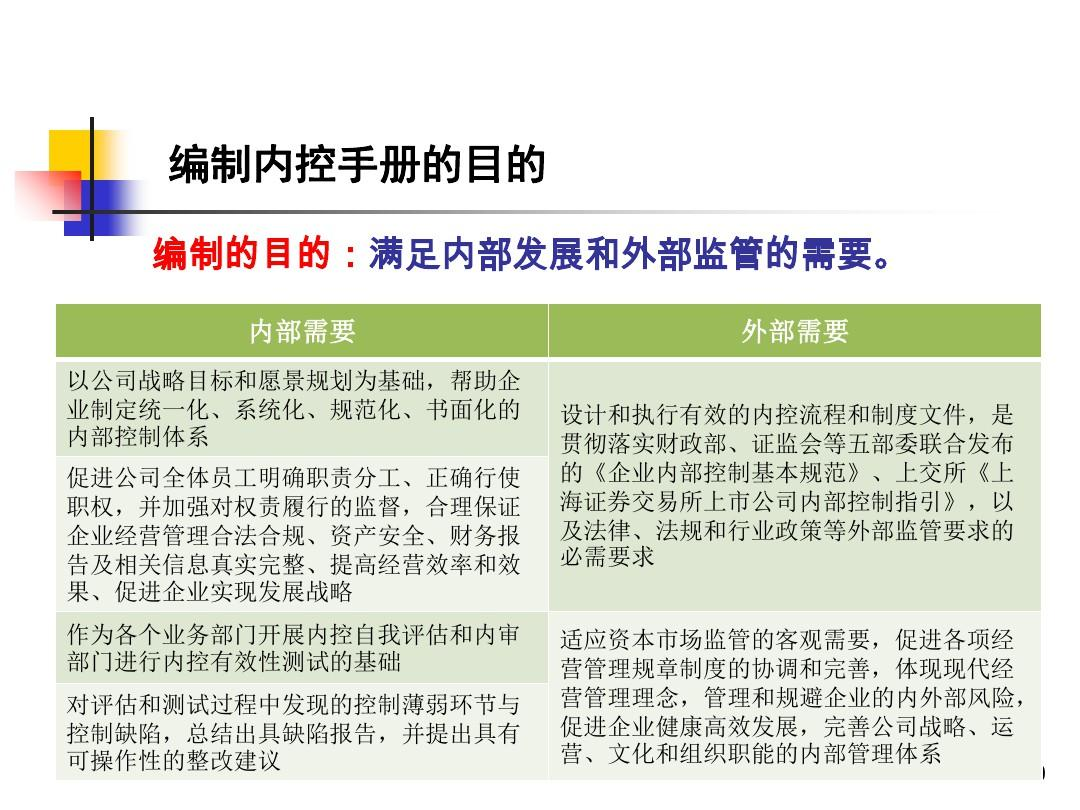 编制内控手册的目的
编制的目的：满足内部发展和外部监管的需要。
内部需要
外部需要
以公司战略目标和愿景规划为基础，帮助企
业制定统一化、系统化、规范化、书面化的
内部控制体系
促进公司全体员工明确职责分工、正确行使
职权，并加强对权责履行的监督，合理保证
企业经营管理合法合规、资产安全、财务报
告及相关信息真实完整、提高经营效率和效
果、促进企业实现发展战略
作为各个业务部门开展内控自我评估和内审
部门进行内控有效性测试的基础
对评估和测试过程中发现的控制薄弱环节与
控制缺陷，总结出具缺陷报告，并提出具有
可操作性的整改建议
设计和执行有效的内控流程和制度文件，是
贯彻落实财政部、证监会等五部委联合发布
的《企业内部控制基本规范》、上交所《上
海证券交易所上市公司内部控制指引》，以
及法律、法规和行业政策等外部监管要求的
必需要求
适应资本市场监管的客观需要，促进各项经
营管理规章制度的协调和完善，体现现代经
营管理理念，管理和规避企业的内外部风险，
促进企业健康高效发展，完善公司战略、运
营、文化和组织职能的内部管理体系